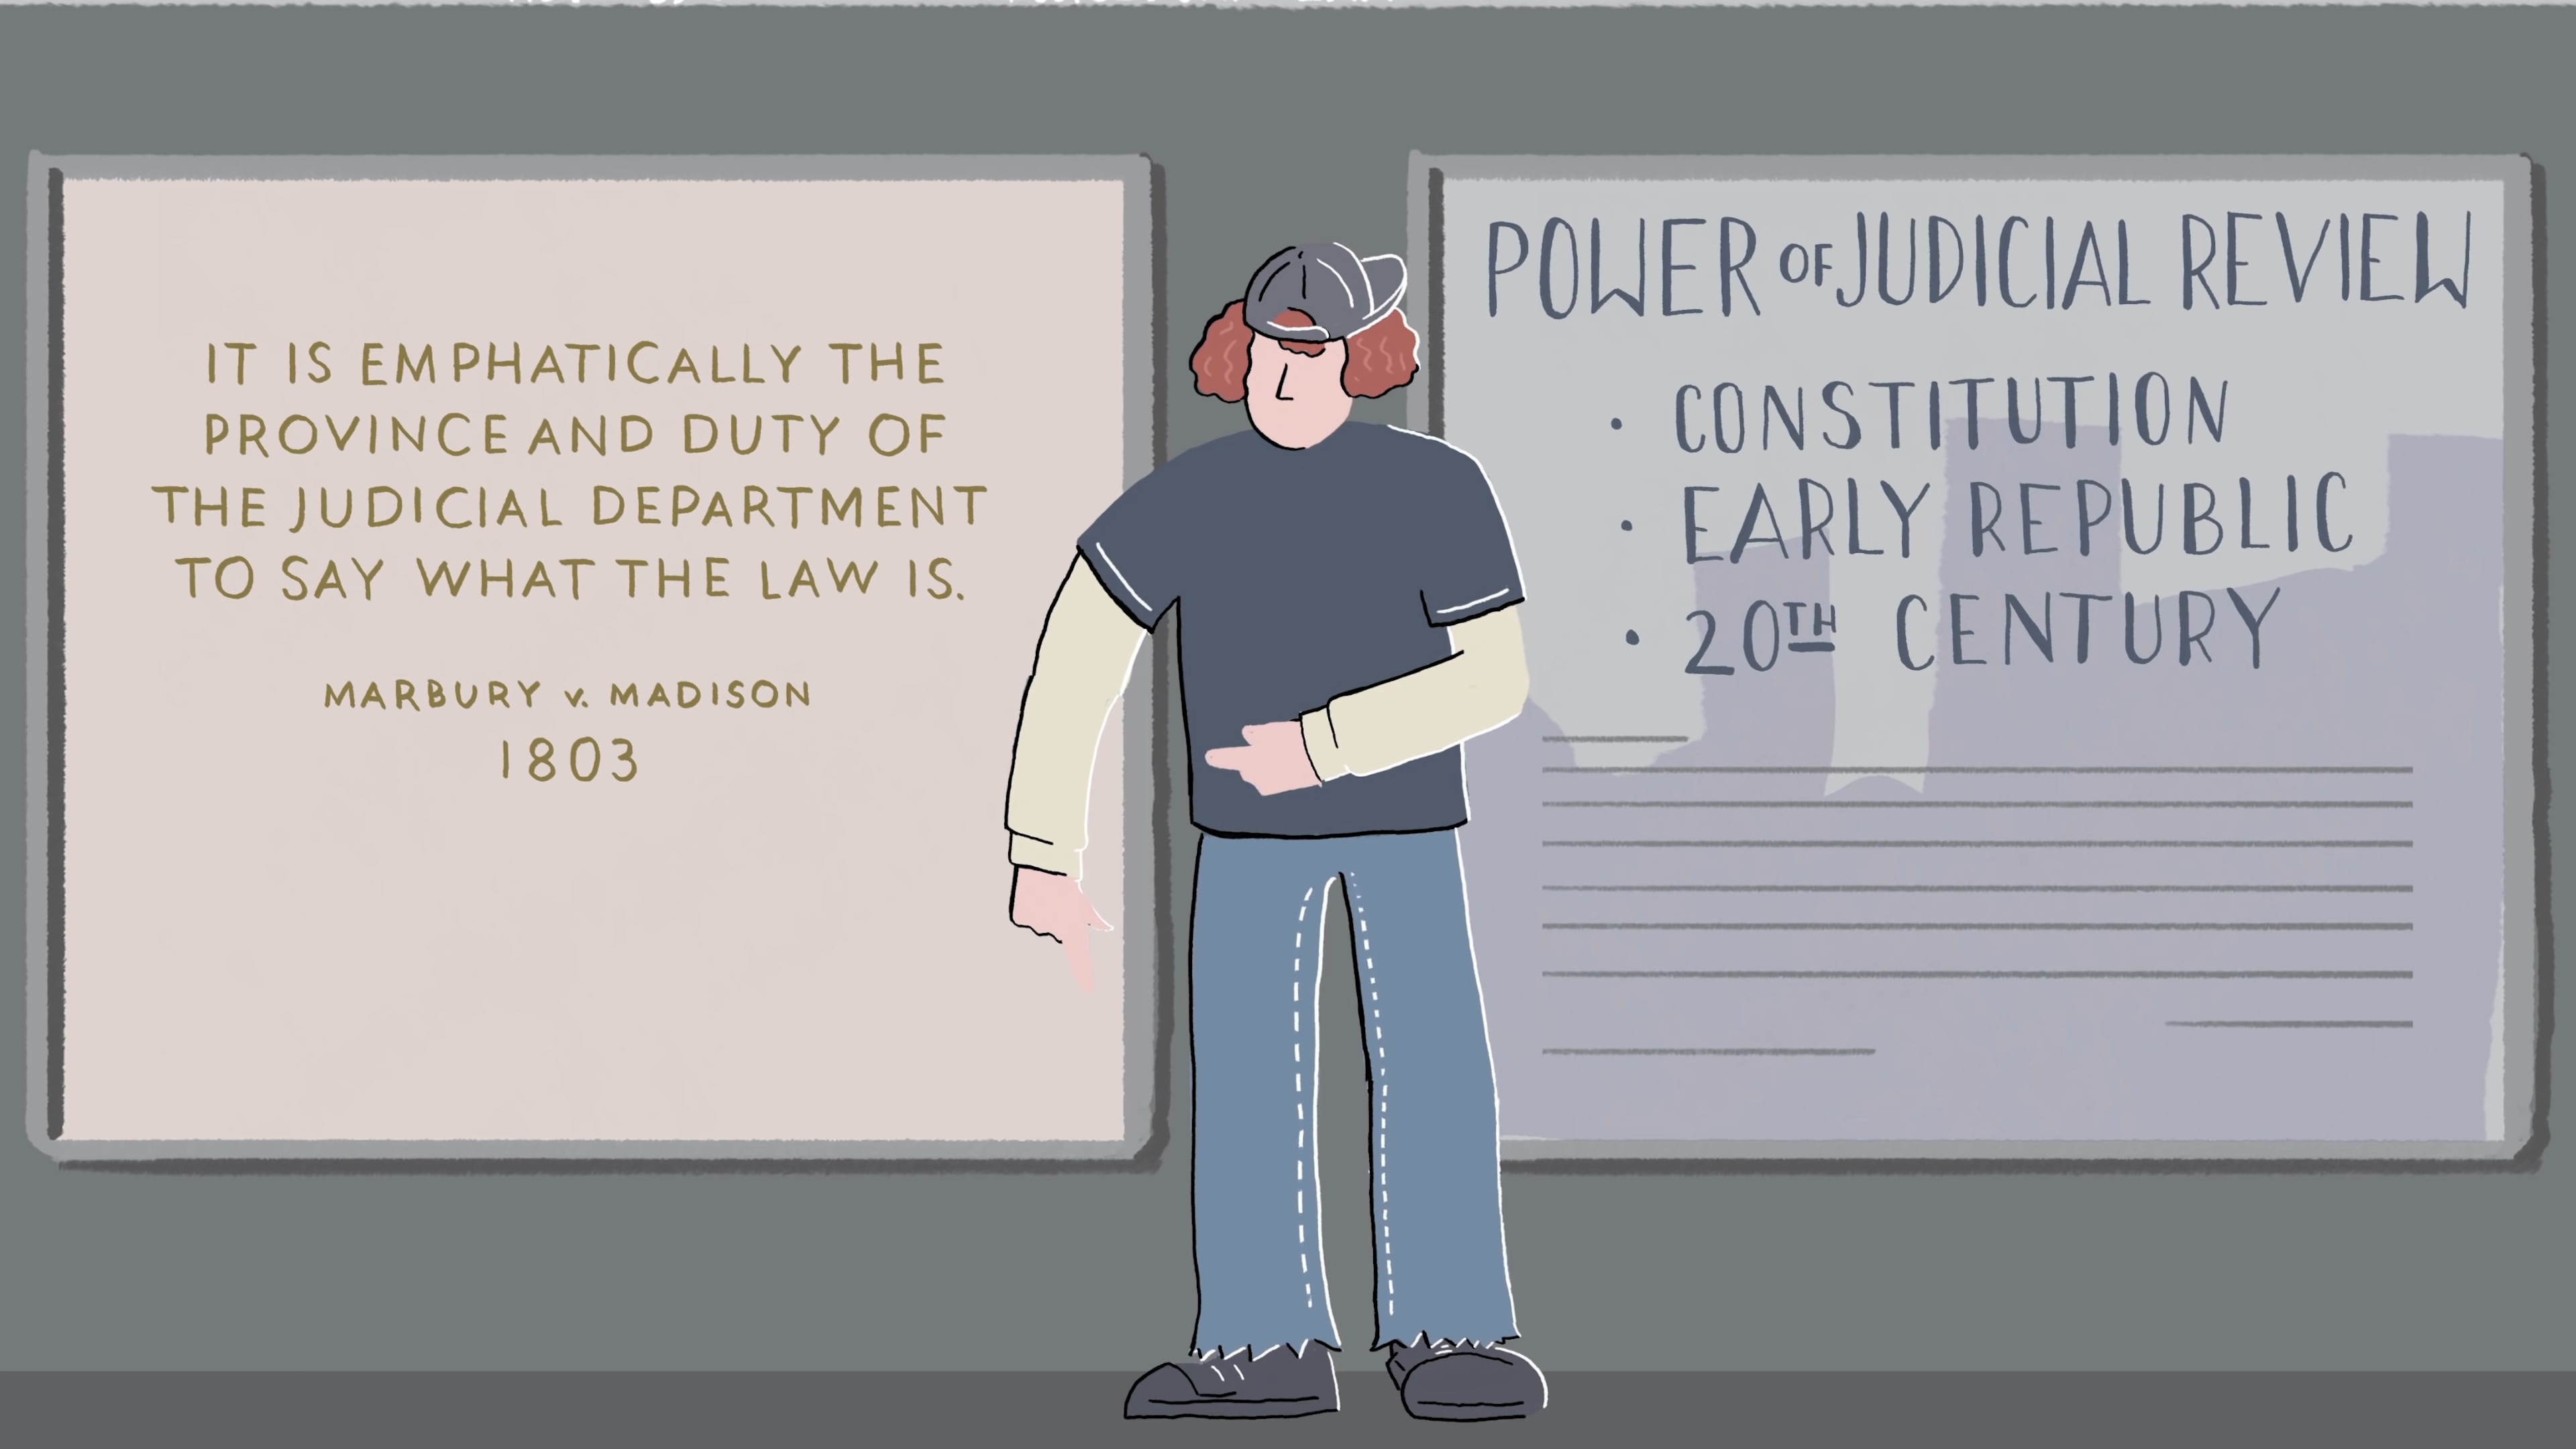 IT IS EMPHATICALLY THE
PROVINCE AND DUTY OF
THE JUDICIAL DEPARTMENT
TO SAY WHAT THE LAW IS.
MARBURY v. MADISON
1803
POWER OF JUDICIAL REVIEW
• CONSTITUTION
• EARLY REPUBLIC
• 20TH CENTURY